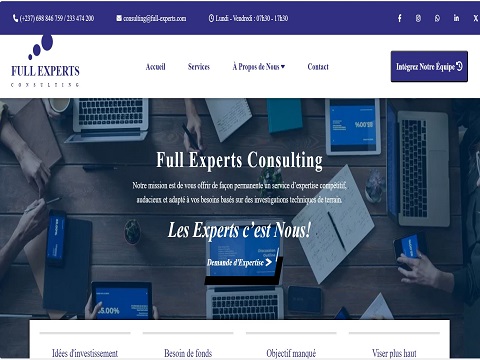 (+237) 698 846 759 / 233 474 200
consulting@full-experts.com
Lundi - Vendredi : 07h30 - 17h30
FULL EXPERTS
CONSULTING
Accueil
Services
À Propos de Nous
Contact
Intégrez Notre Équipe
Full Experts Consulting
Notre mission est de vous offrir de façon permanente un service d'expertise compétitif,
audacieux et adapté à vos besoins basés sur des investigations techniques de terrain.
Les Experts c'est Nous!
Demande d'Expertise
Idées d'investissement
Besoin de fonds
Objectif manqué
Viser plus haut